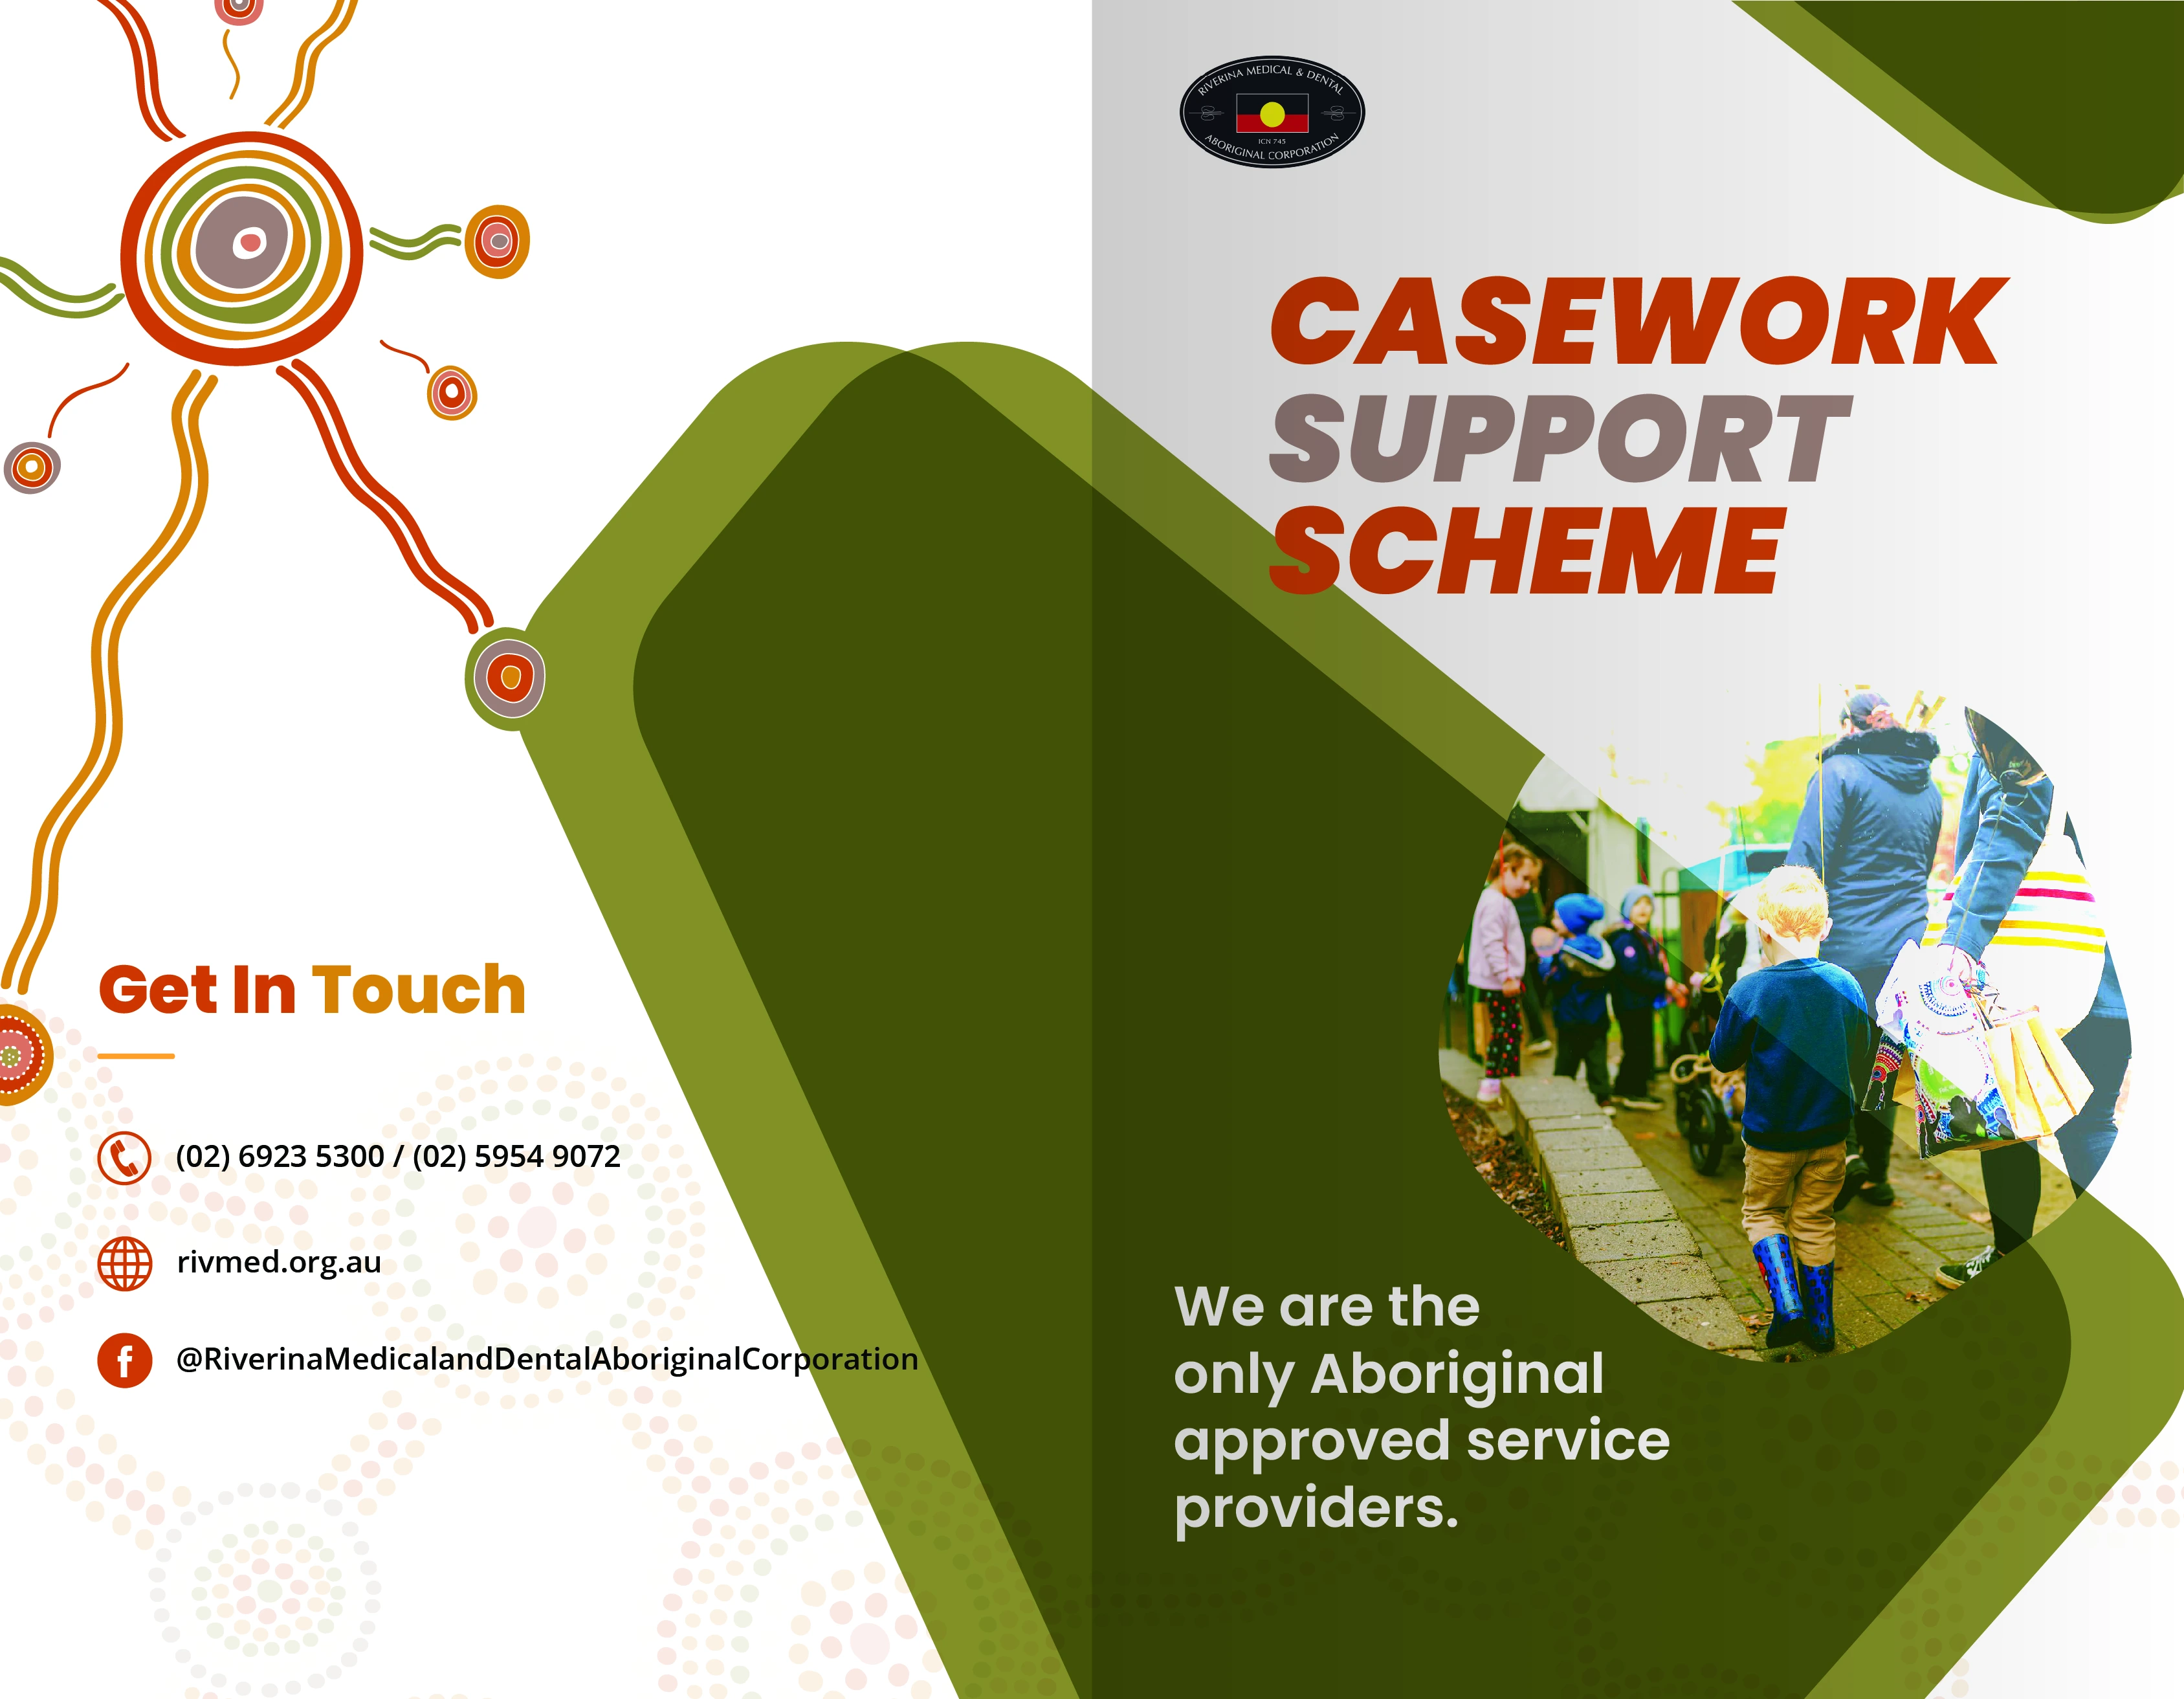 RIVERINA MEDICAL & DENTAL
ICN 745
ABORIGINAL CORPORATION
CASEWORK
SUPPORT
SCHEME
We are the
only Aboriginal
approved service
providers.
Get In Touch
(02) 6923 5300 / (02) 5954 9072
rivmed.org.au
@RiverinaMedicalandDentalAboriginalCorporation